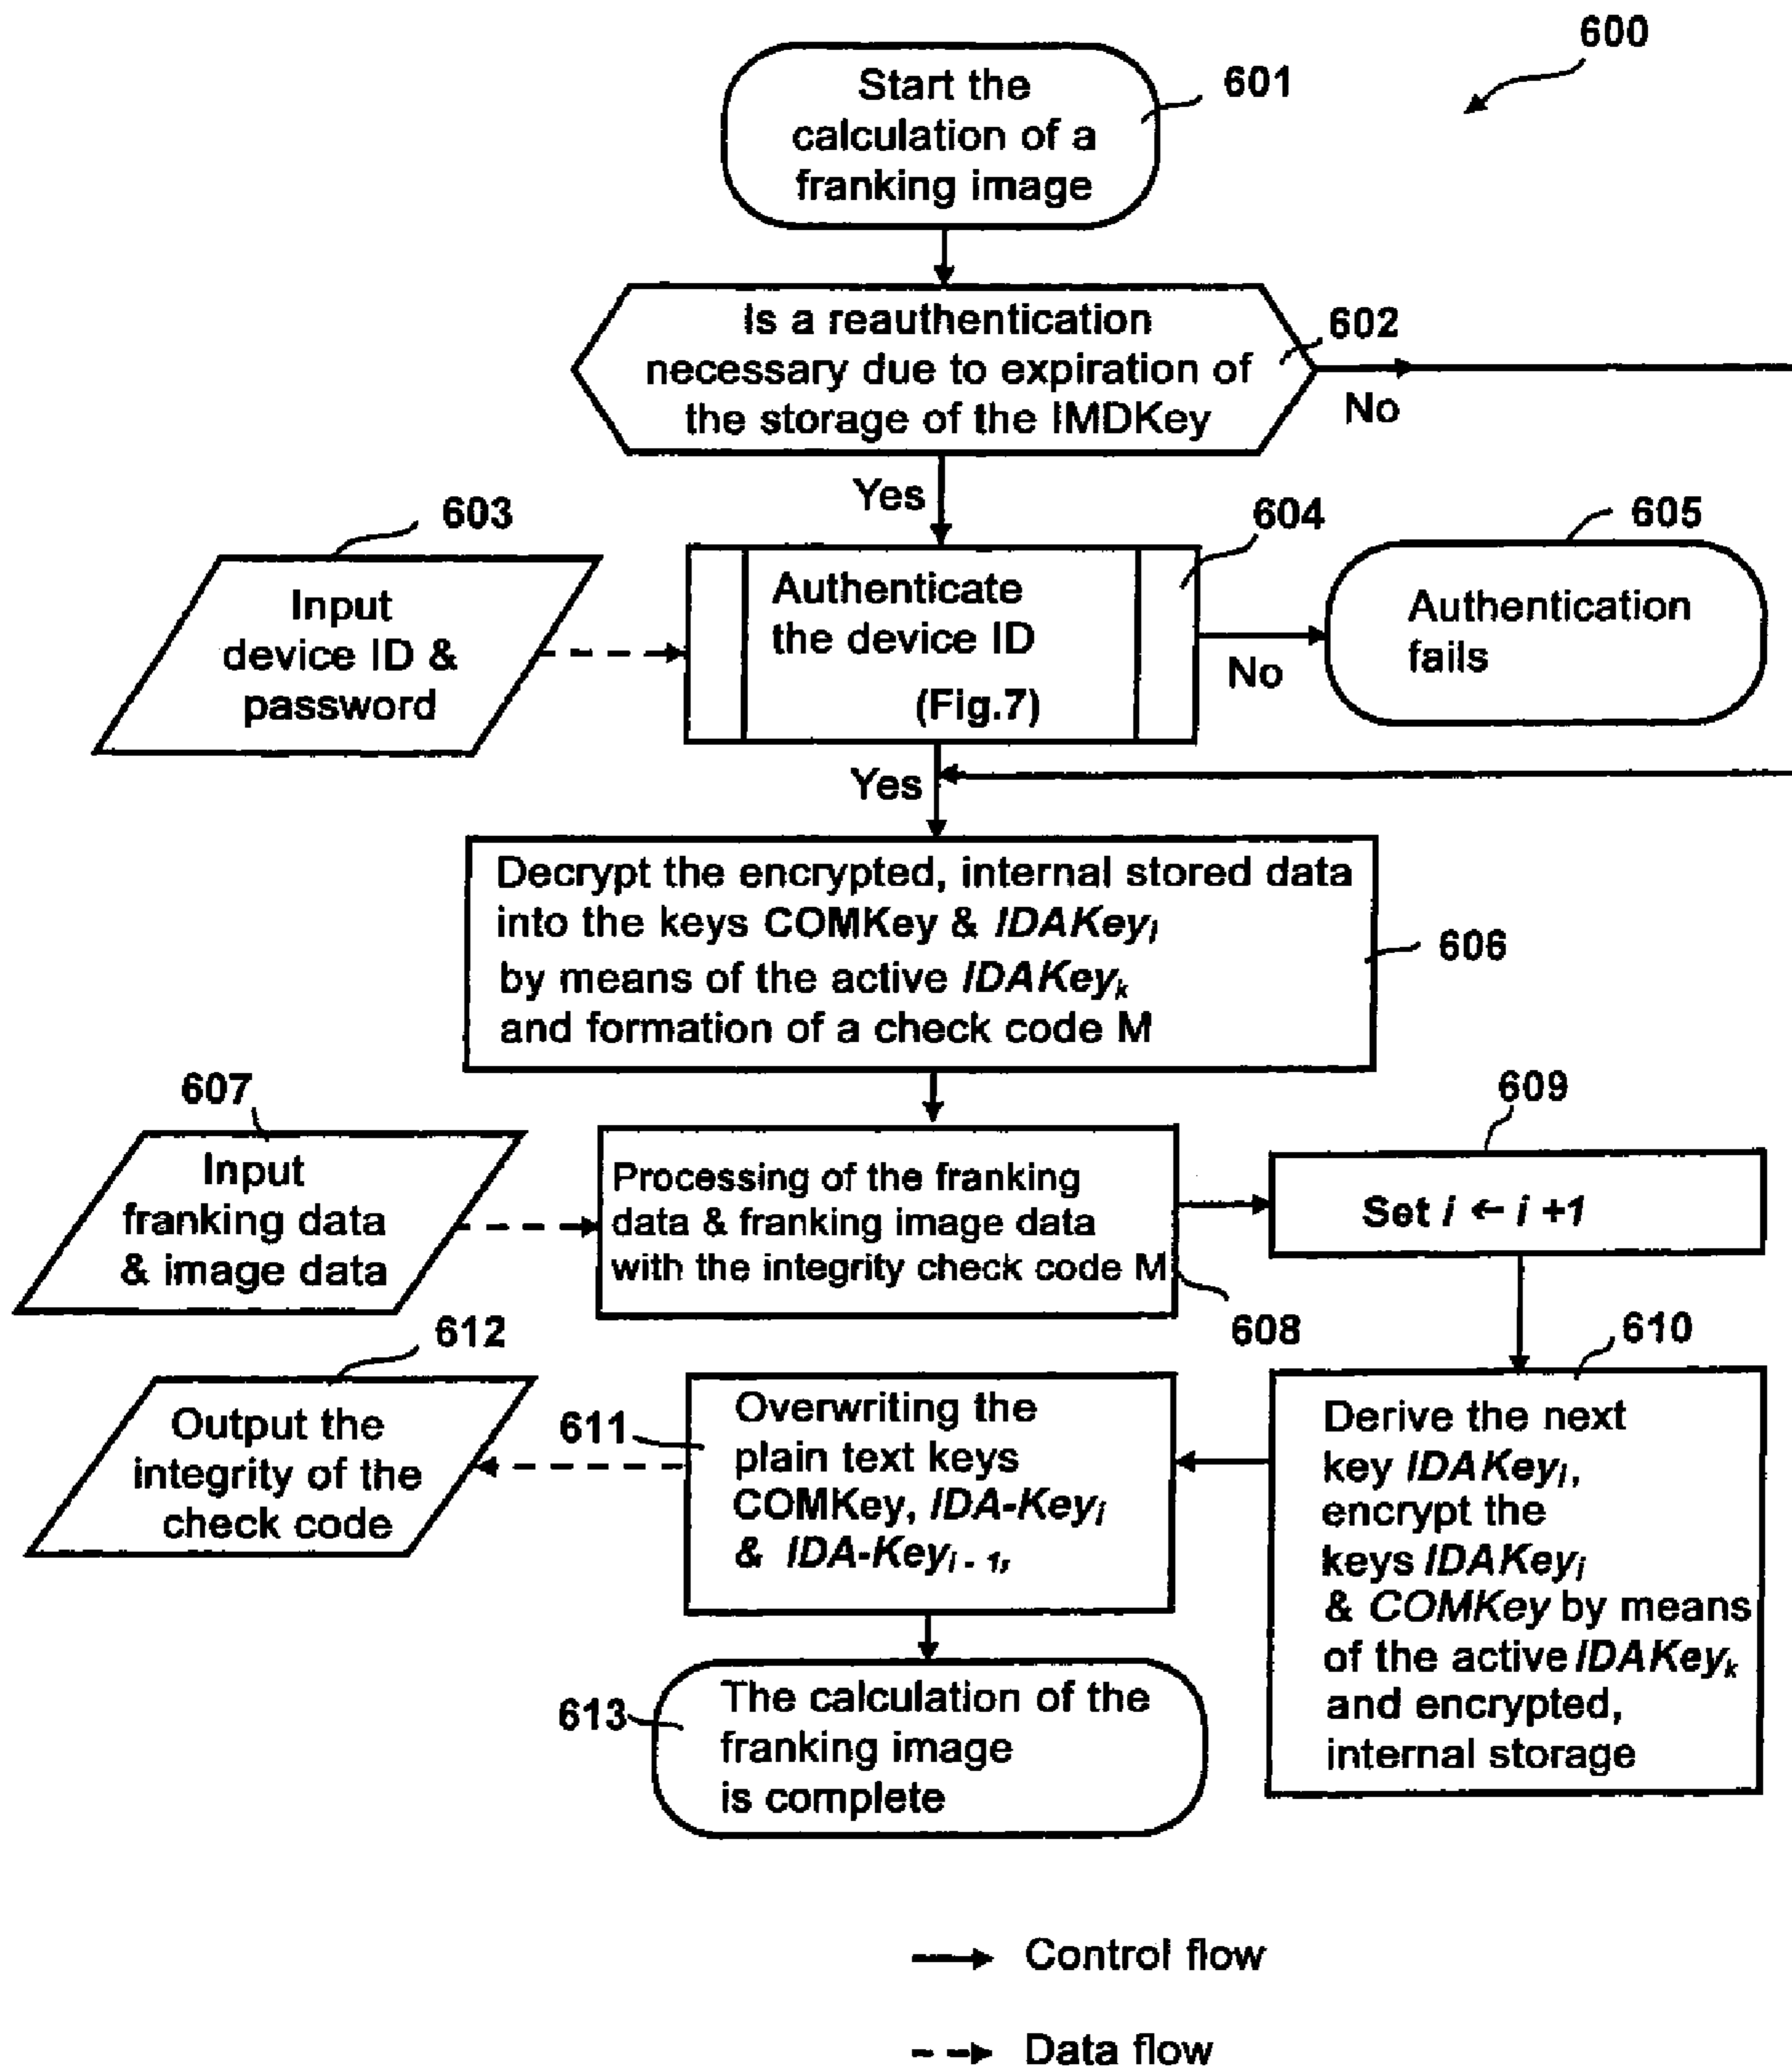 600
601
Start the
calculation of a
franking image
602
Is a reauthentication
necessary due to expiration of
the storage of the IMDKey
No
Yes
603
Input
device ID &
password
604
Authenticate
the device ID
(Fig.7)
605
Authentication
fails
No
Yes
606
Decrypt the encrypted, internal stored data
into the keys COMKey & IDAKeyi
by means of the active IDAKeyk
and formation of a check code M
607
Input
franking data
& image data
Processing of the franking
data & franking image data
with the integrity check code M
608
609
Set i ← i +1
610
Derive the next
key IDAKeyi,
encrypt the
keys IDAKeyi
& COMKey by means
of the active IDAKeyk
and encrypted,
internal storage
611
Overwriting the
plain text keys
COMKey, IDA-Keyi
& IDA-Keyi - 1,
612
Output the
integrity of the
check code
613
The calculation of the
franking image
is complete
Control flow
Data flow